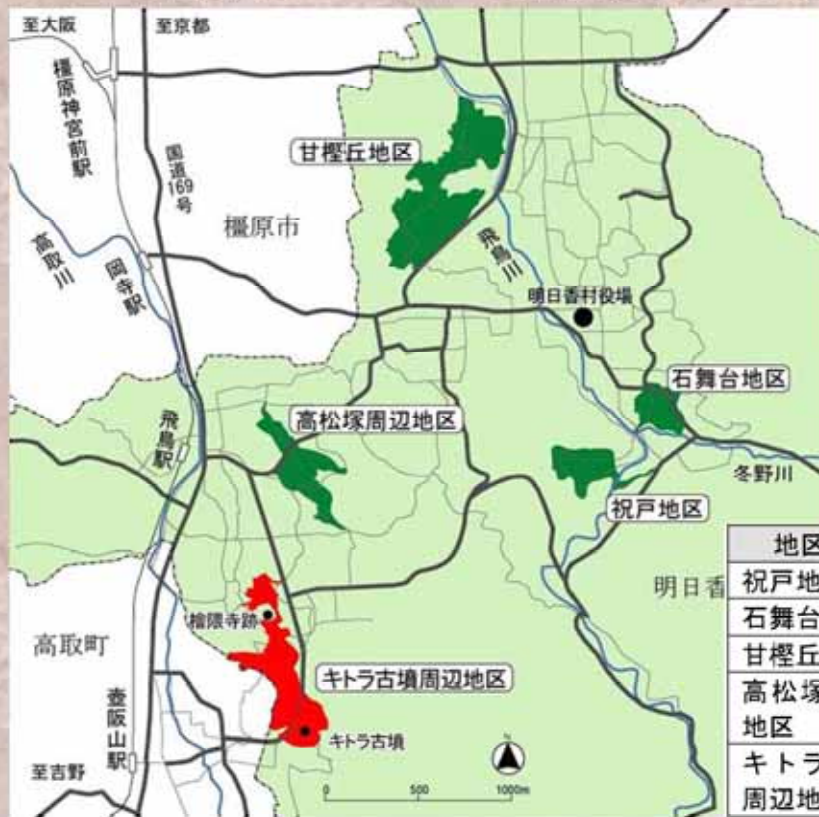 至大阪
至京都
橿原神宮前駅
国道169号
甘樫丘地区
橿原市
高取川
岡寺駅
飛鳥川
明日香村役場
石舞台地区
高松塚周辺地区
飛鳥駅
冬野川
祝戸地区
明日香
檜隈寺跡
高取町
キトラ古墳周辺地区
壺阪山駅
キトラ古墳
至吉野
N
0 500 1000m
地区
祝戸地
石舞台
甘樫丘
高松塚
地区
キトラ
周辺地